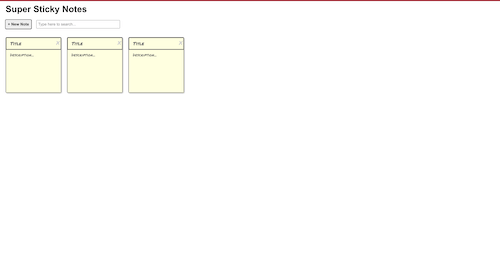 Super Sticky Notes
+ New Note
Type here to search...
Title
Title
Title
Description...
Description...
Description...